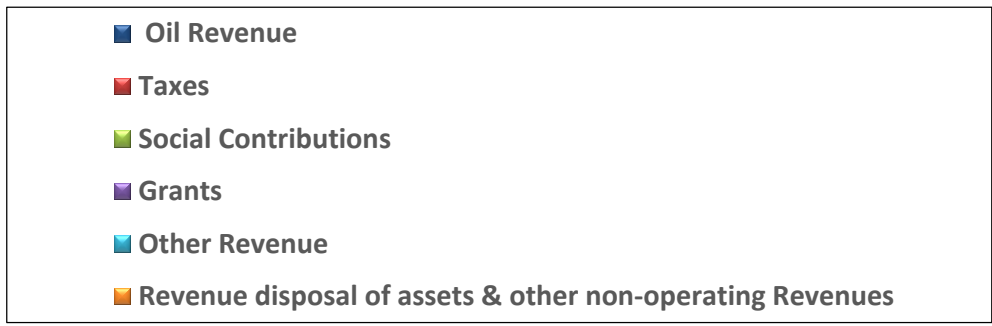 Oil Revenue
Taxes
Social Contributions
Grants
Other Revenue
Revenue disposal of assets & other non-operating Revenues